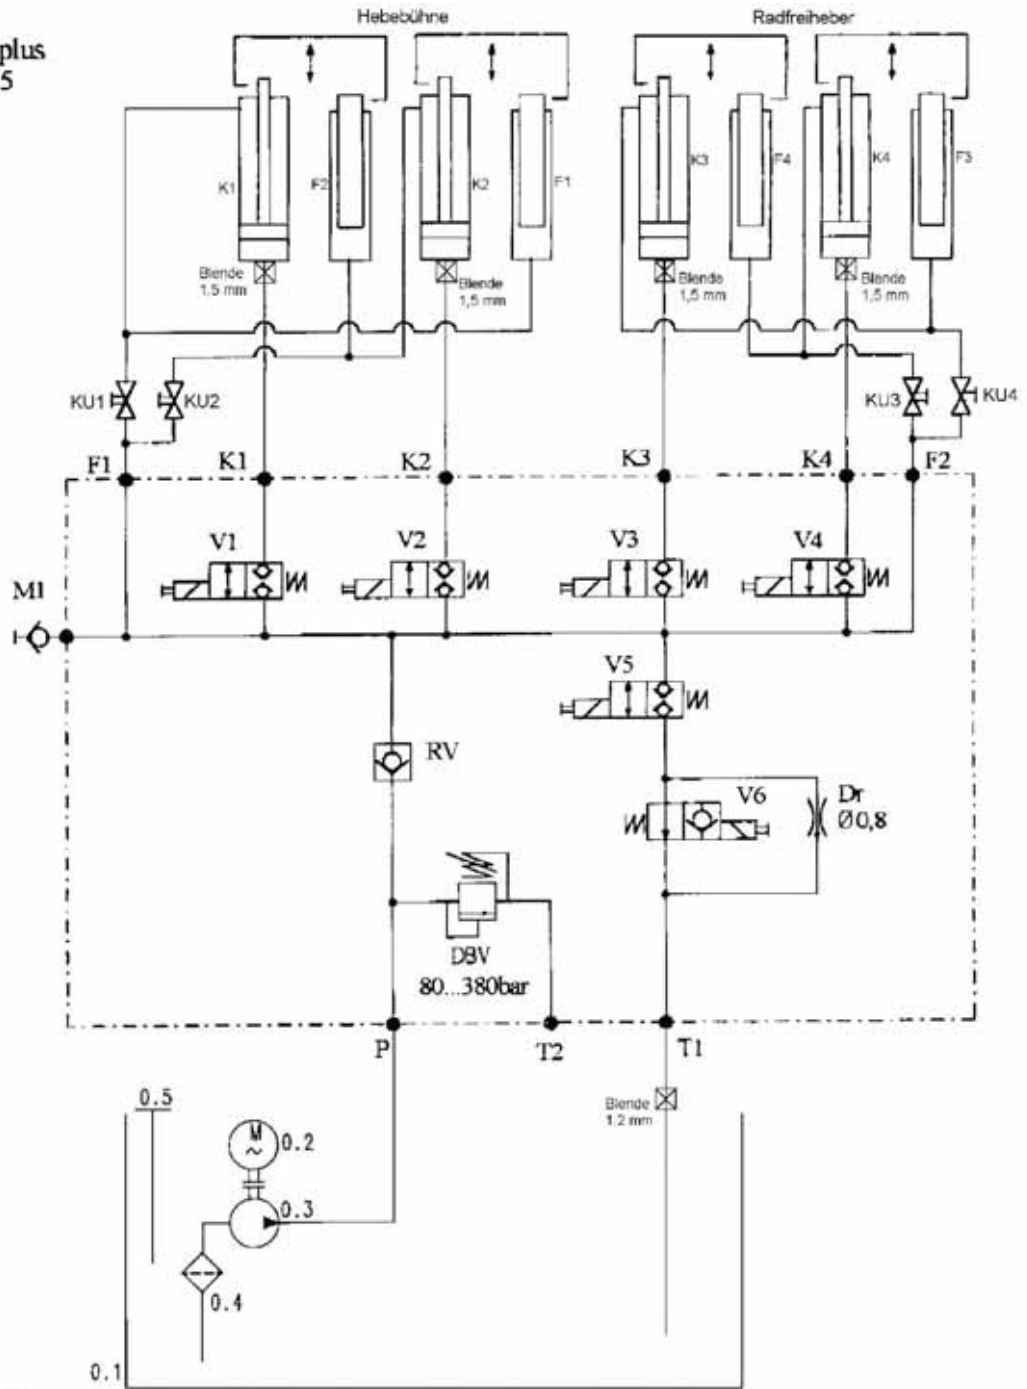 Hebebühne
Radfreiheber
plus
5
K1
F2
K2
F1
K3
F4
K4
F3
Blende
1,5 mm
Blende
1,5 mm
Blende
1,5 mm
Blende
1,5 mm
KU1
KU2
KU3
KU4
F1
K1
K2
K3
K4
F2
V1
V2
V3
V4
M1
V5
RV
V6
Dr
Ø0,8
DBV
80...380bar
P
T2
T1
0.5
Blende
1,2 mm
M
~
0.2
0.3
0.4
0.1